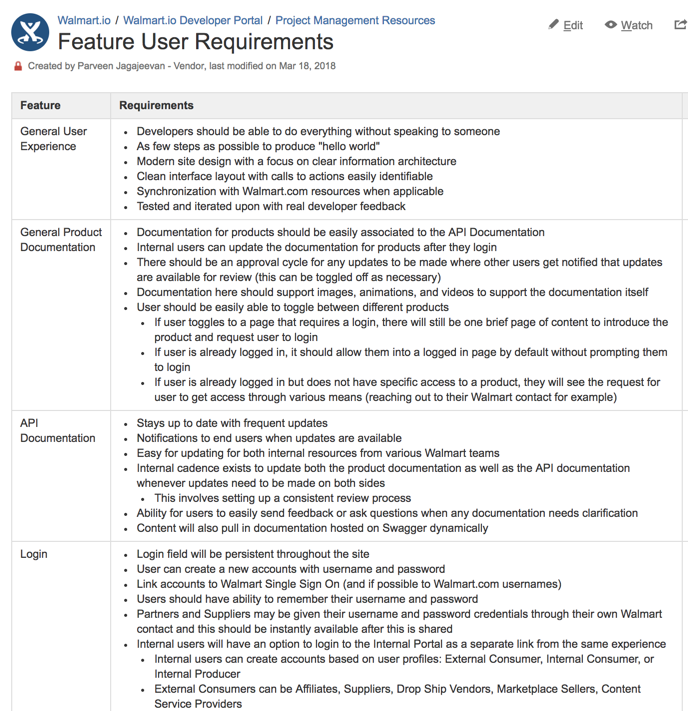 Walmart.io / Walmart.io Developer Portal / Project Management Resources
Edit Watch
Feature User Requirements
Created by Parveen Jagajeevan - Vendor, last modified on Mar 18, 2018
Feature Requirements
General User Experience
• Developers should be able to do everything without speaking to someone
• As few steps as possible to produce "hello world"
• Modern site design with a focus on clear information architecture
• Clean interface layout with calls to actions easily identifiable
• Synchronization with Walmart.com resources when applicable
• Tested and iterated upon with real developer feedback
General Product Documentation
• Documentation for products should be easily associated to the API Documentation
• Internal users can update the documentation for products after they login
• There should be an approval cycle for any updates to be made where other users get notified that updates
are available for review (this can be toggled off as necessary)
• Documentation here should support images, animations, and videos to support the documentation itself
• User should be easily able to toggle between different products
• If user toggles to a page that requires a login, there will still be one brief page of content to introduce the
product and request user to login
• If user is already logged in, it should allow them into a logged in page by default without prompting them
to login
• If user is already logged in but does not have specific access to a product, they will see the request for
user to get access through various means (reaching out to their Walmart contact for example)
API Documentation
• Stays up to date with frequent updates
• Notifications to end users when updates are available
• Easy for updating for both internal resources from various Walmart teams
• Internal cadence exists to update both the product documentation as well as the API documentation
whenever updates need to be made on both sides
• This involves setting up a consistent review process
• Ability for users to easily send feedback or ask questions when any documentation needs clarification
• Content will also pull in documentation hosted on Swagger dynamically
Login
• Login field will be persistent throughout the site
• User can create a new accounts with username and password
• Link accounts to Walmart Single Sign On (and if possible to Walmart.com usernames)
• Users should have ability to remember their username and password
• Partners and Suppliers may be given their username and password credentials through their own Walmart
contact and this should be instantly available after this is shared
• Internal users will have an option to login to the Internal Portal as a separate link from the same experience
• Internal users can create accounts based on user profiles: External Consumer, Internal Consumer, or
Internal Producer
• External Consumers can be Affiliates, Suppliers, Drop Ship Vendors, Marketplace Sellers, Content
Service Providers